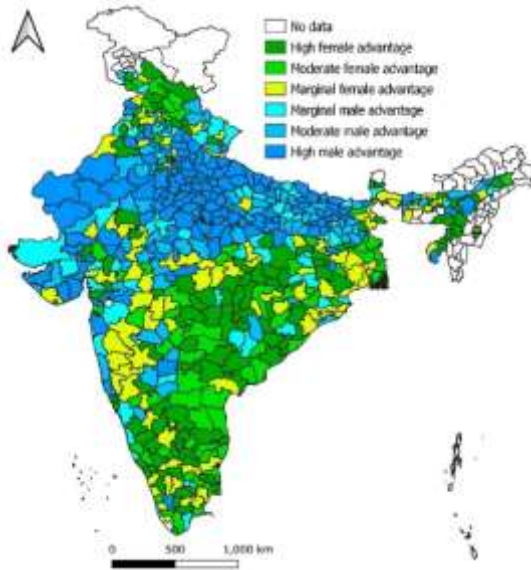 No data
High female advantage
Moderate female advantage
Marginal female advantage
Marginal male advantage
Moderate male advantage
High male advantage
0 500 1,000 km